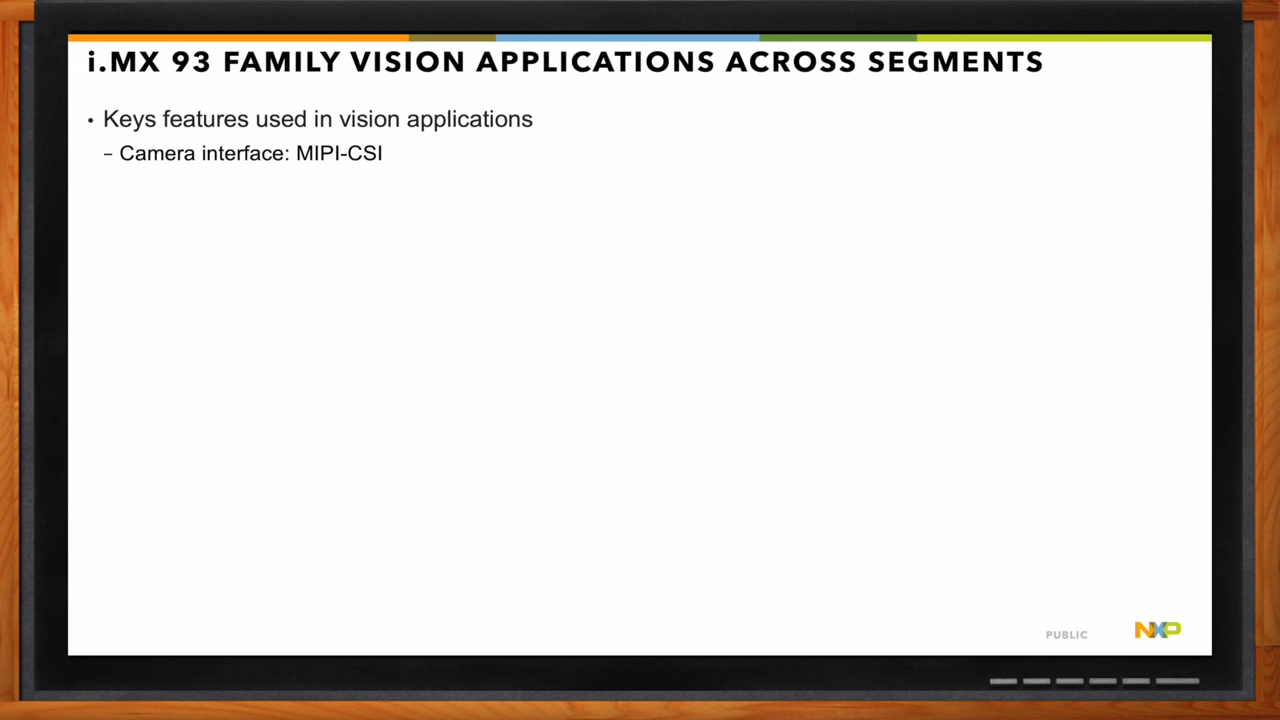 i.MX 93 FAMILY VISION APPLICATIONS ACROSS SEGMENTS
• Keys features used in vision applications
– Camera interface: MIPI-CSI
PUBLIC
NXP